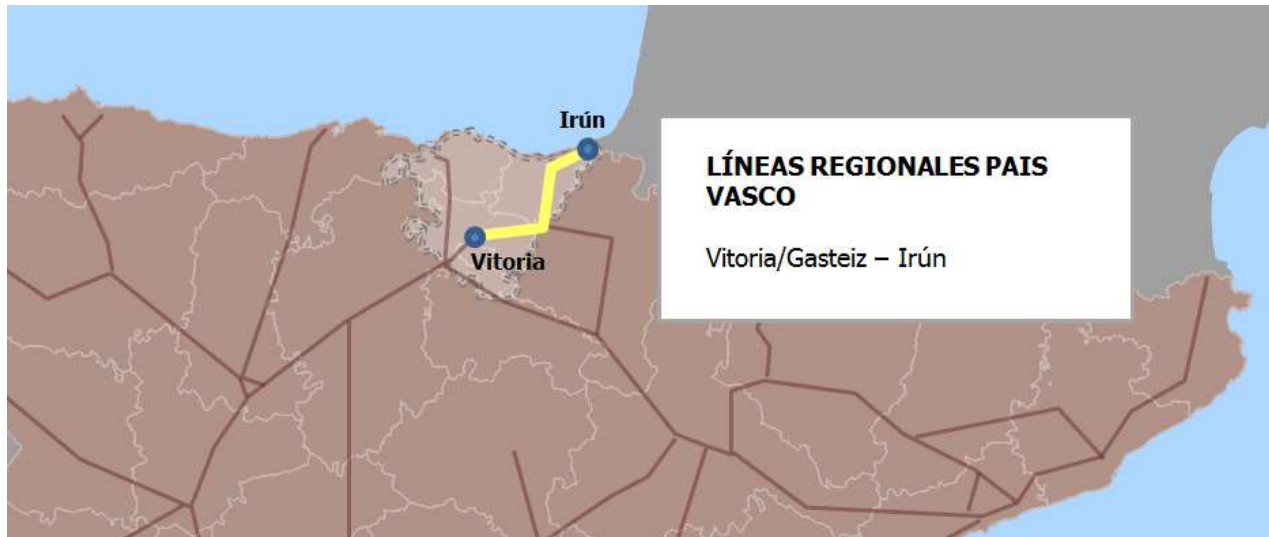 Irún
Vitoria
LÍNEAS REGIONALES PAIS
VASCO
Vitoria/Gasteiz – Irún